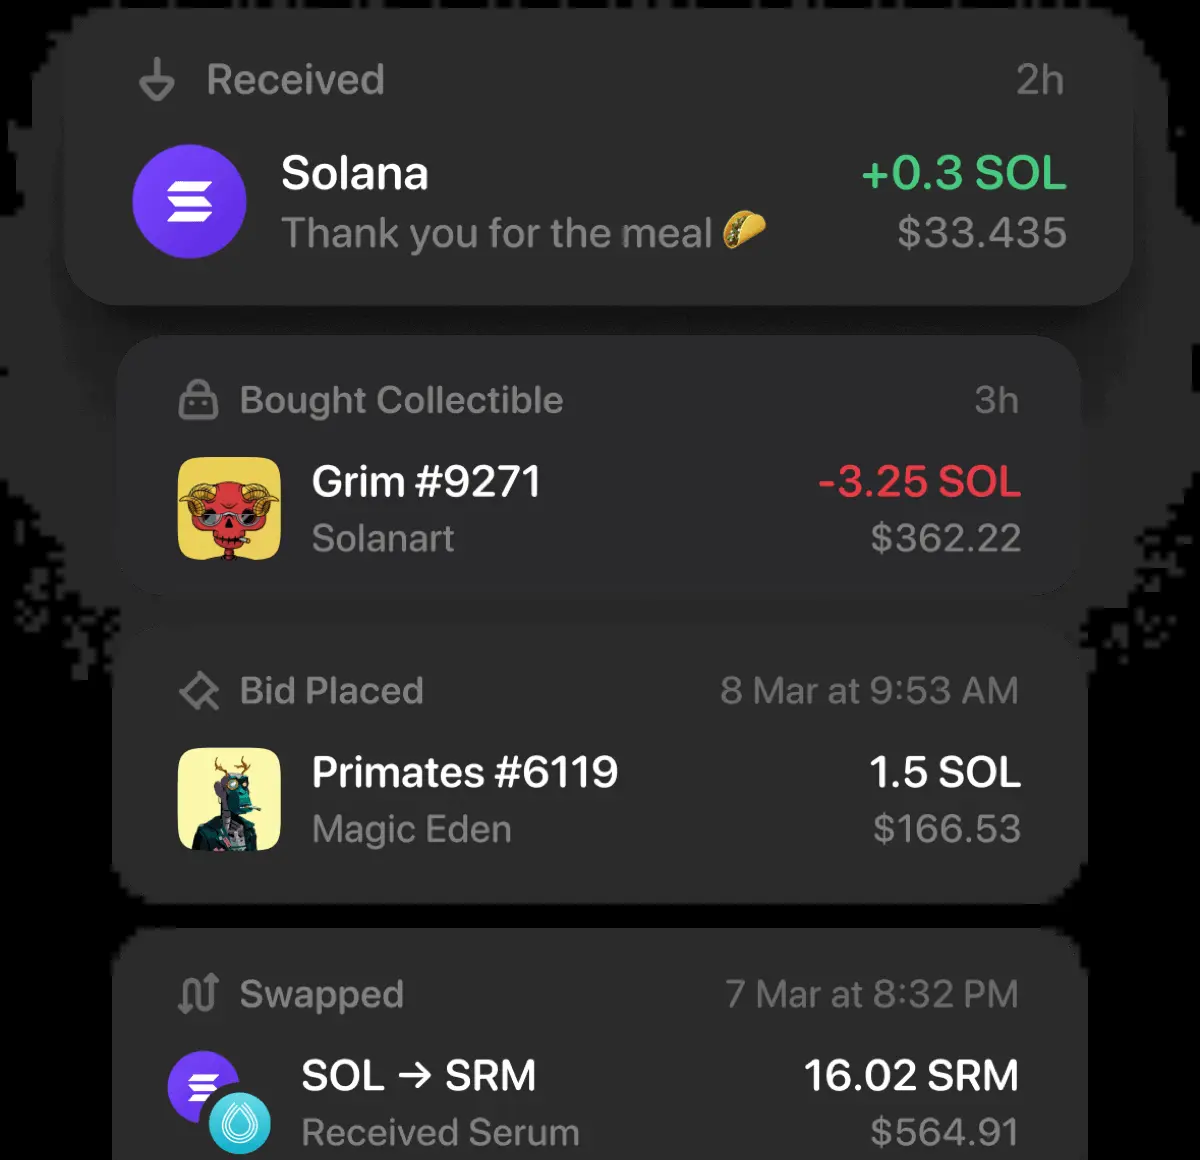 Received 2h
Solana +0.3 SOL
Thank you for the meal 🌮 $33.435
Bought Collectible 3h
Grim #9271 -3.25 SOL
Solanart $362.22
Bid Placed 8 Mar at 9:53 AM
Primates #6119 1.5 SOL
Magic Eden $166.53
Swapped 7 Mar at 8:32 PM
SOL → SRM 16.02 SRM
Received Serum $564.91